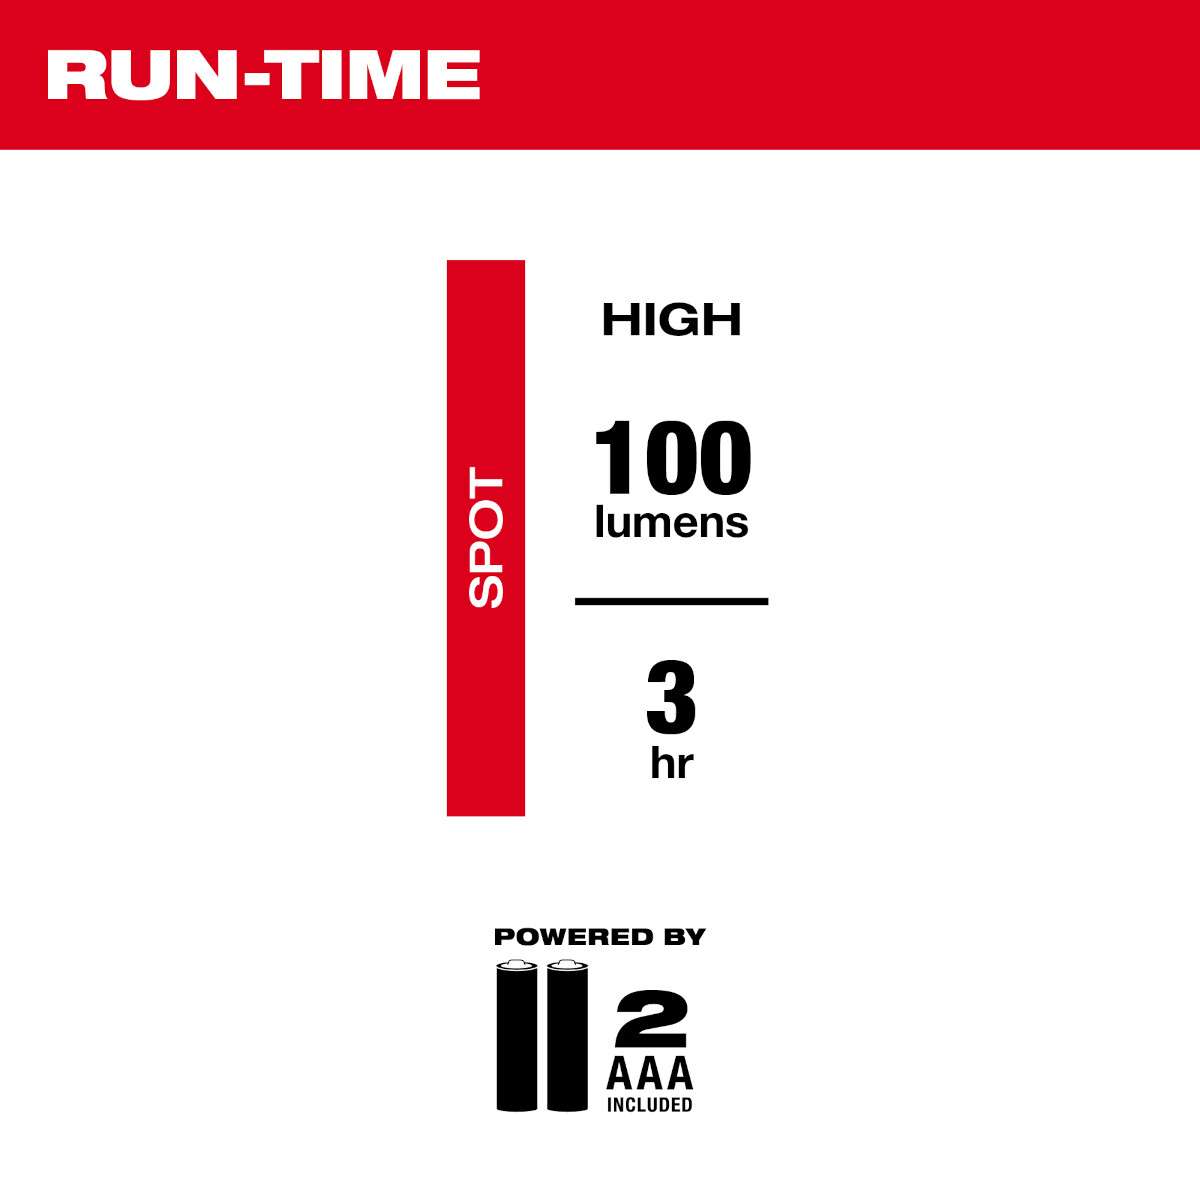 RUN-TIME
SPOT
HIGH
100
lumens
3
hr
POWERED BY
2
AAA
INCLUDED